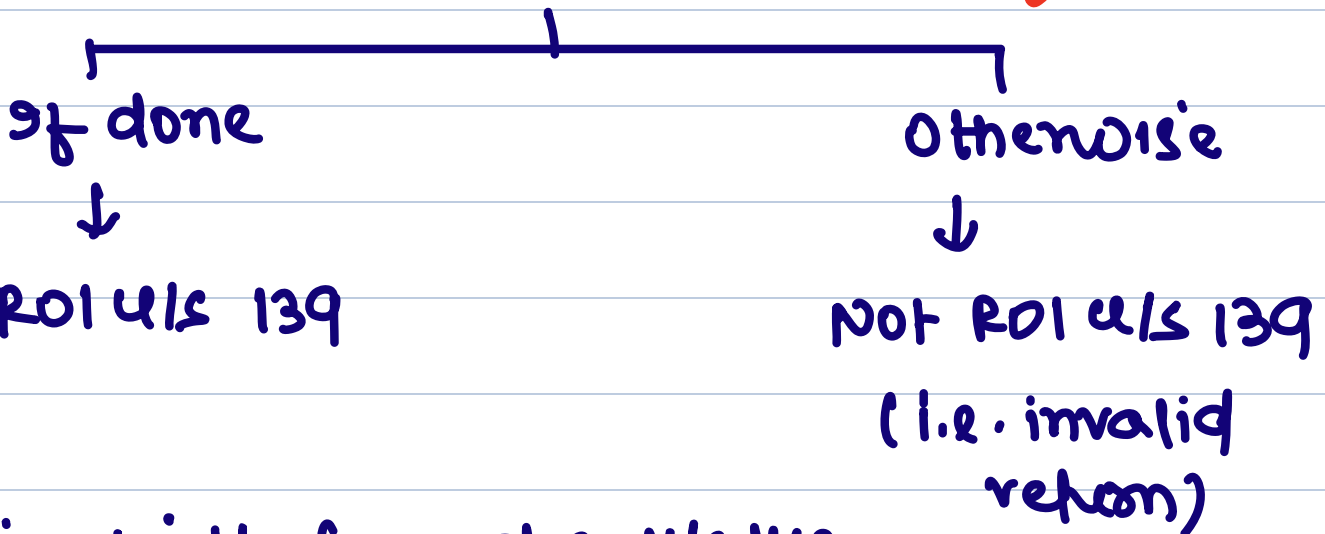 If done
Otherwise
ROI u/s 139
Not ROI u/s 139
(i.e. invalid
return)